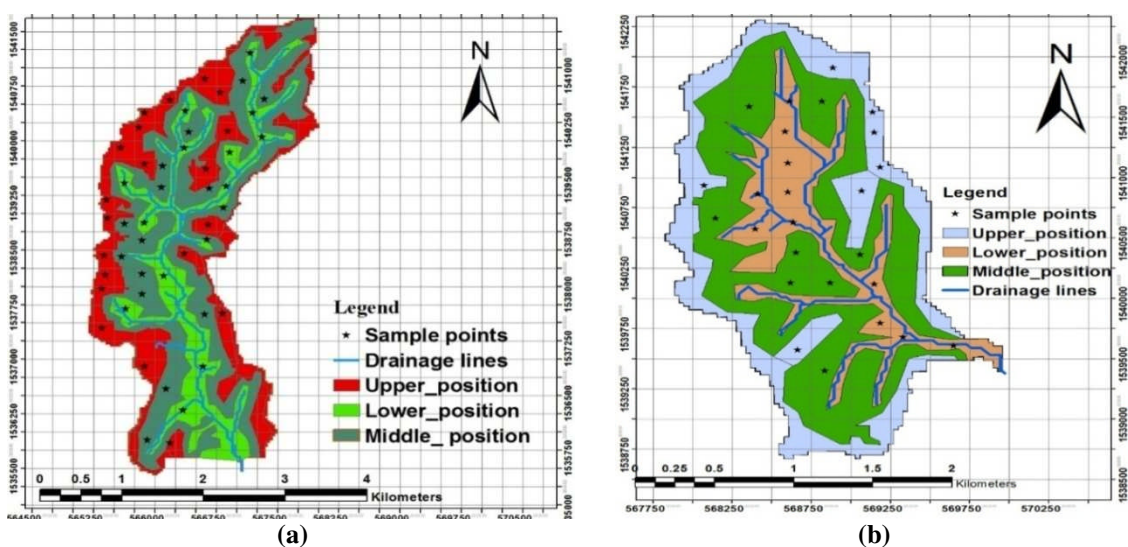 N
1541500
1540750
1540000
1539250
1538500
1537750
1537000
1536250
1535500
1541000
1540250
1539500
1538750
1538000
1537250
1536500
1535750
Legend
Sample points
Drainage lines
Upper_position
Lower_position
Middle_ position
0 0.5 1 2 3 4
Kilometers
564500 565250 566000 566750 567500 568250 569000 569750 570500
(a)
N
1542250
1541750
1541250
1540750
1540250
1539750
1539250
1538750
1542000
1541500
1541000
1540500
1540000
1539500
1539000
1538500
Legend
Sample points
Upper_position
Lower_position
Middle_position
Drainage lines
0 0.25 0.5 1 1.5 2
Kilometers
567750 568250 568750 569250 569750 570250
(b)